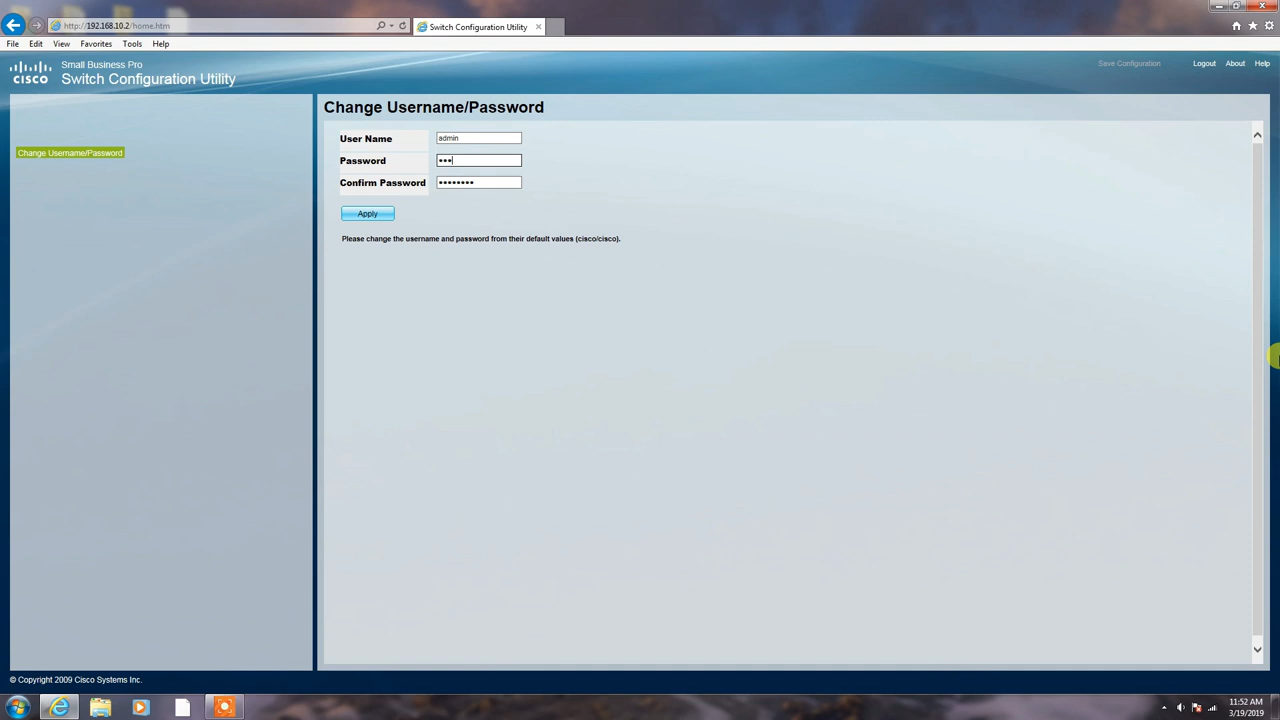 http://192.168.10.2/home.htm
Switch Configuration Utility
File Edit View Favorites Tools Help
Small Business Pro
cisco Switch Configuration Utility
Save Configuration Logout About Help
Change Username/Password
Change Username/Password
User Name admin
Password •••
Confirm Password ••••••••
Apply
Please change the username and password from their default values (cisco/cisco).
© Copyright 2009 Cisco Systems Inc.
11:52 AM
3/19/2019